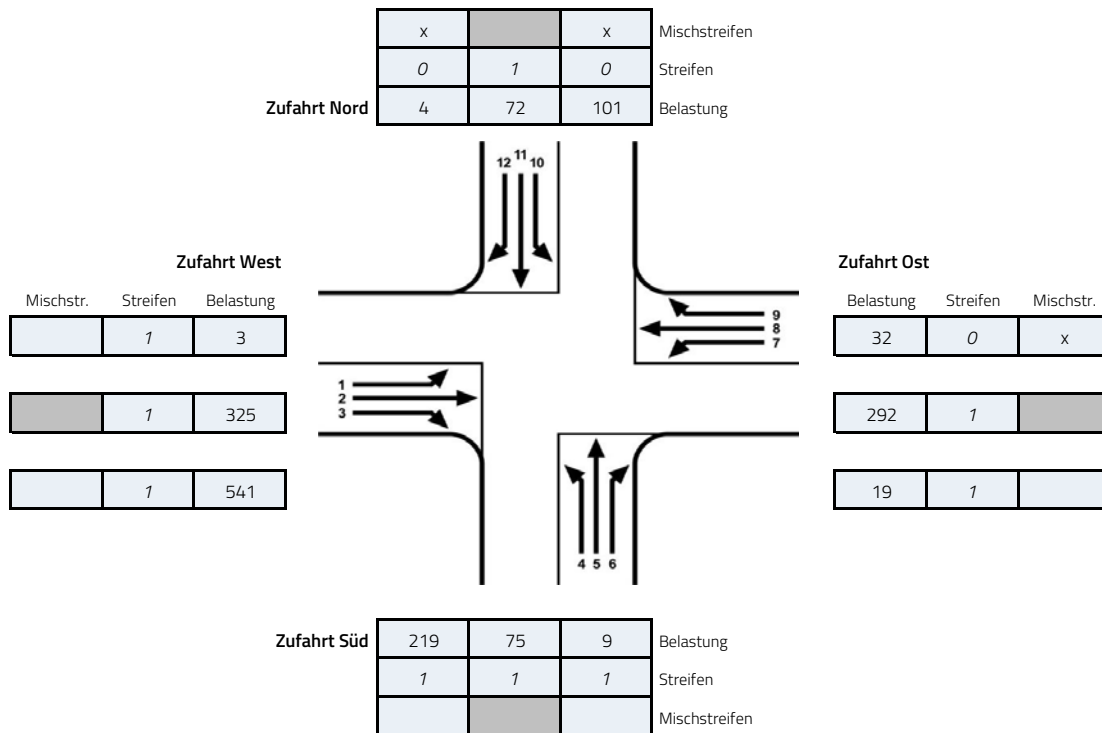 x x Mischstreifen
0 1 0 Streifen
Zufahrt Nord 4 72 101 Belastung
12 11 10
Zufahrt West
Mischstr. Streifen Belastung
1 3
1 325
1 541
1
2
3
Zufahrt Ost
Belastung Streifen Mischstr.
32 0 x
292 1
19 1
9
8
7
4 5 6
Zufahrt Süd 219 75 9 Belastung
1 1 1 Streifen
Mischstreifen